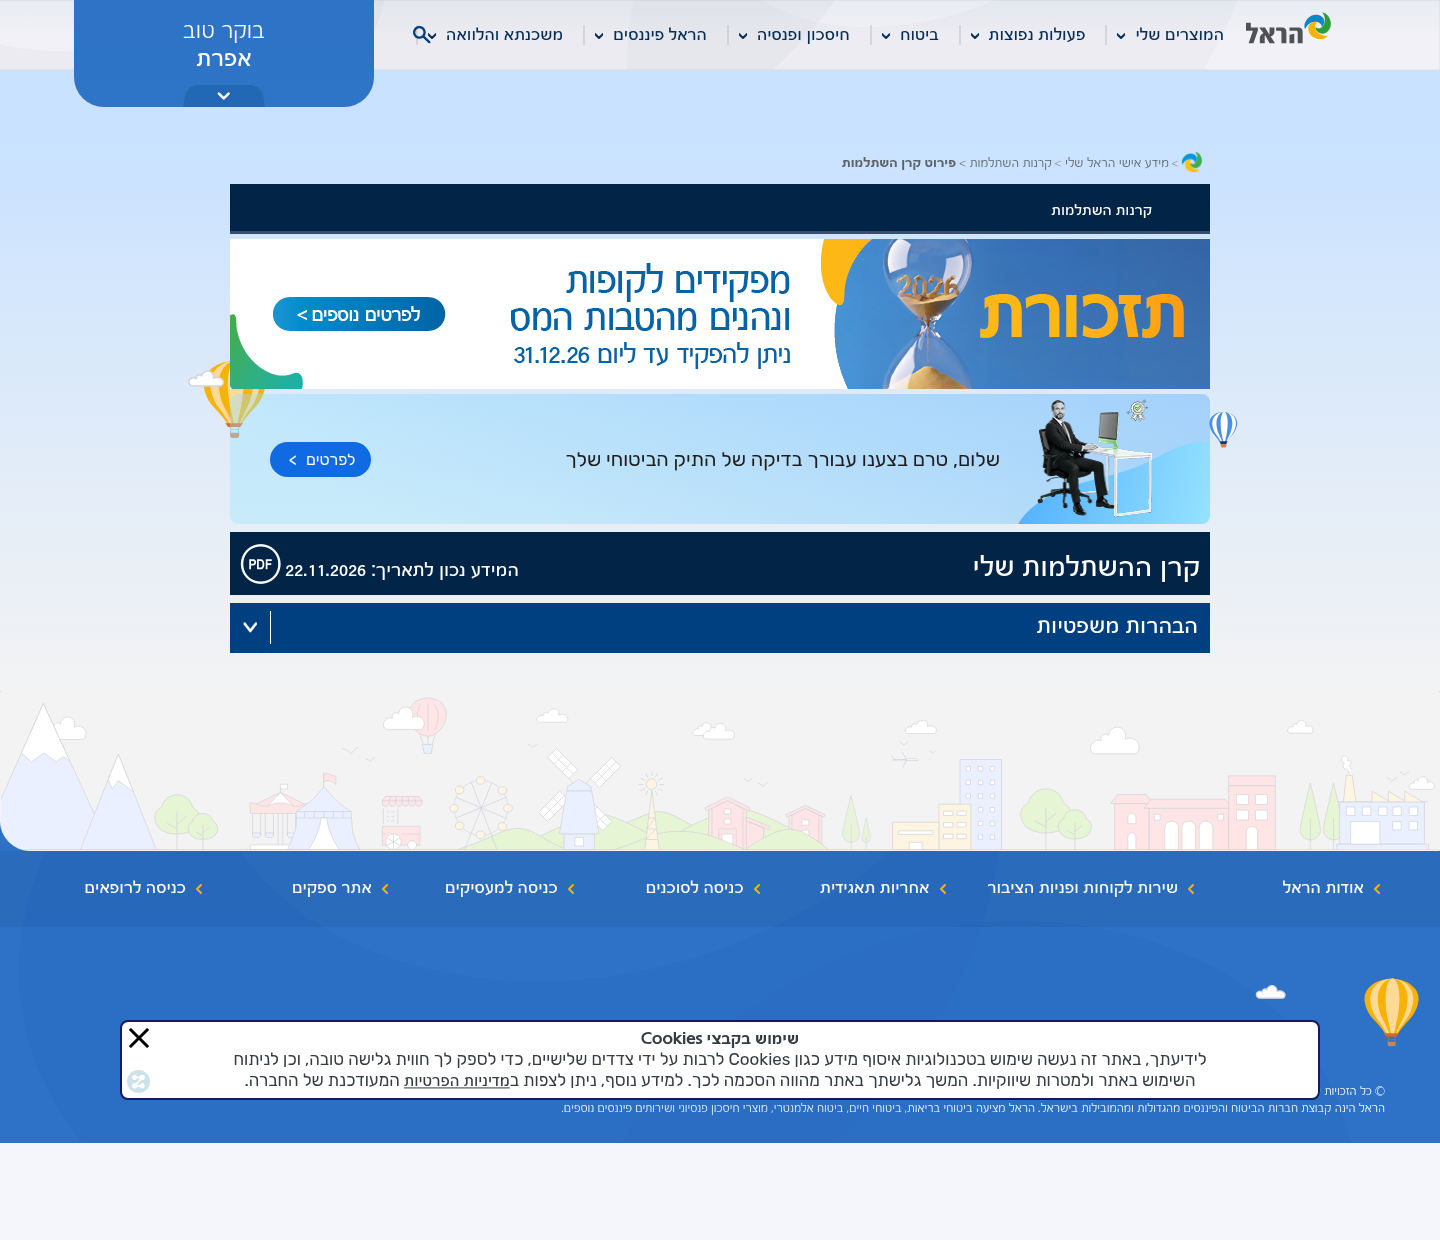 הראל
המוצרים שלי
פעולות נפוצות
ביטוח
חיסכון ופנסיה
הראל פיננסים
משכנתא והלוואה
בוקר טוב
אפרת
> מידע אישי הראל שלי > קרנות השתלמות > פירוט קרן השתלמות
קרנות השתלמות
תזכורת
2026
מפקידים לקופות
ונהנים מהטבות המס
ניתן להפקיד עד ליום 31.12.26
לפרטים נוספים >
שלום, טרם בצענו עבורך בדיקה של התיק הביטוחי שלך
לפרטים >
קרן ההשתלמות שלי
המידע נכון לתאריך: 22.11.2026
PDF
הבהרות משפטיות
אודות הראל
שירות לקוחות ופניות הציבור
אחריות תאגידית
כניסה לסוכנים
כניסה למעסיקים
אתר ספקים
כניסה לרופאים
שימוש בקבצי Cookies
לידיעתך, באתר זה נעשה שימוש בטכנולוגיות איסוף מידע כגון Cookies לרבות על ידי צדדים שלישיים, כדי לספק לך חווית גלישה טובה, וכן לניתוח
השימוש באתר ולמטרות שיווקיות. המשך גלישתך באתר מהווה הסכמה לכך. למידע נוסף, ניתן לצפות במדיניות הפרטיות המעודכנת של החברה.
© כל הזכויות
הראל הינה קבוצת חברות הביטוח והפיננסים מהגדולות ומהמובילות בישראל. הראל מציעה ביטוחי בריאות, ביטוחי חיים, ביטוח אלמנטרי, מוצרי חיסכון פנסיוני ושירותים פיננסים נוספים.